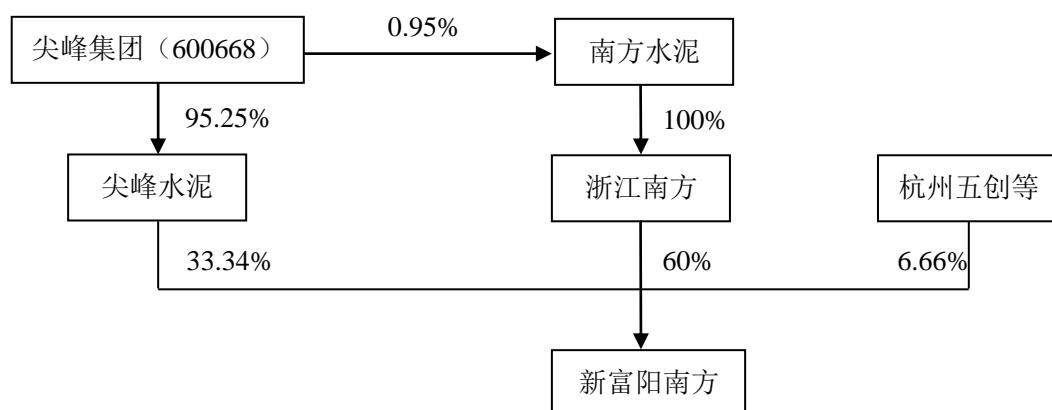 尖峰集团（600668）
0.95%
南方水泥
95.25%
100%
尖峰水泥
浙江南方
杭州五创等
33.34%
60%
6.66%
新富阳南方